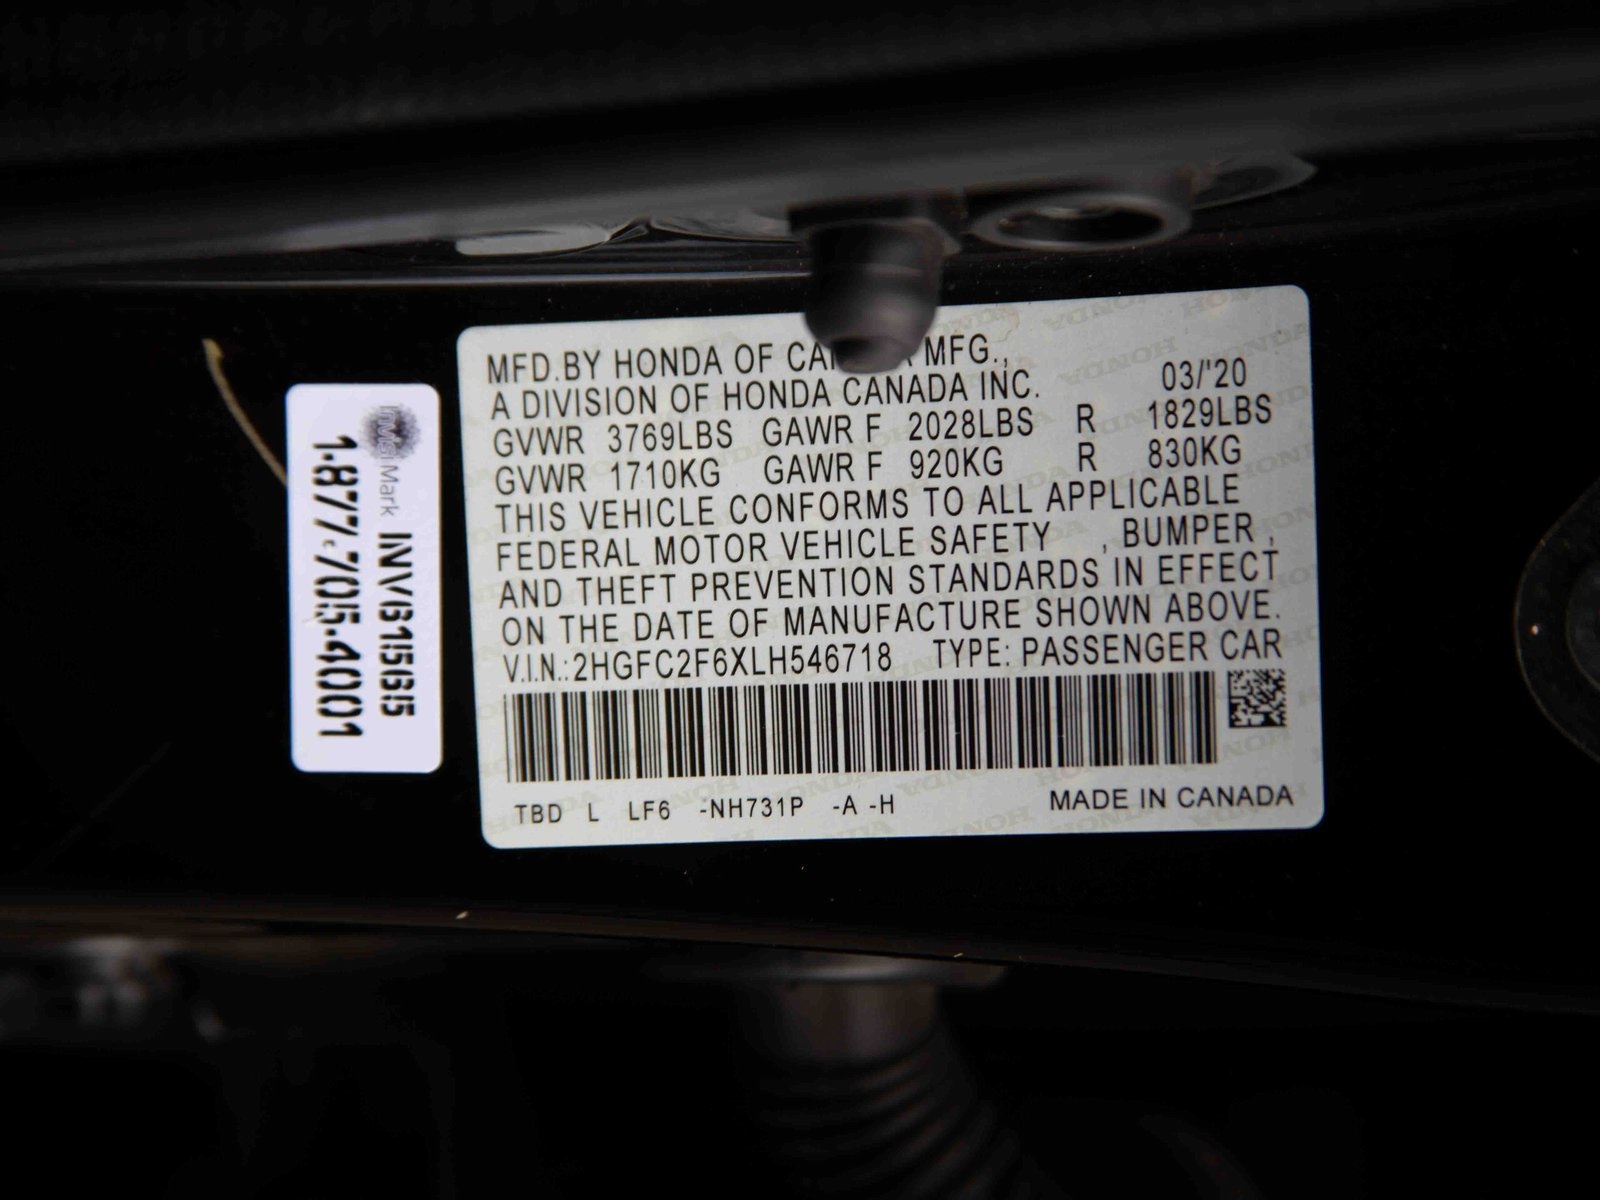 MFD.BY HONDA OF MFG.,
A DIVISION OF HONDA CANADA INC. 03/'20
GVWR 3769LBS GAWR F 2028LBS R 1829LBS
GVWR 1710KG GAWR F 920KG R 830KG
THIS VEHICLE CONFORMS TO ALL APPLICABLE
FEDERAL MOTOR VEHICLE SAFETY , BUMPER ,
AND THEFT PREVENTION STANDARDS IN EFFECT
ON THE DATE OF MANUFACTURE SHOWN ABOVE.
V.I.N.:2HGFC2F6XLH546718 TYPE: PASSENGER CAR
TBD L LF6 -NH731P -A -H MADE IN CANADA
1-877-705-4001